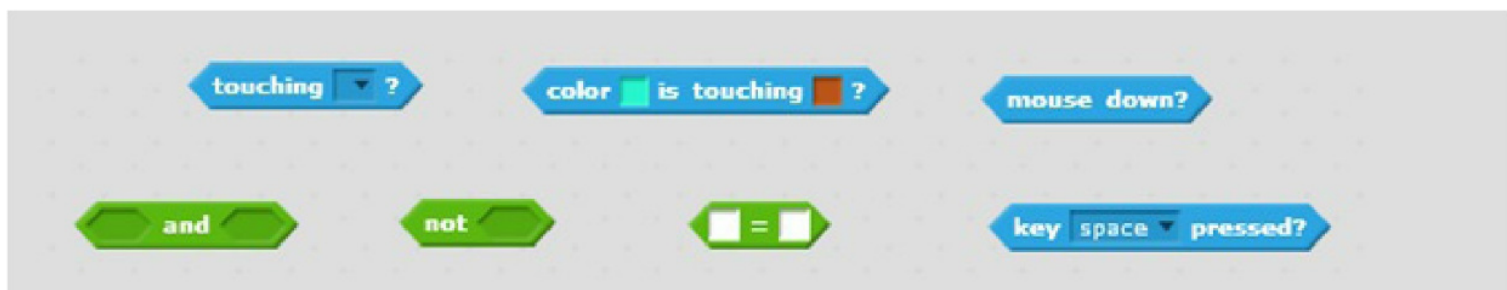 touching ?
color is touching ?
mouse down?
and
not
=
key space pressed?